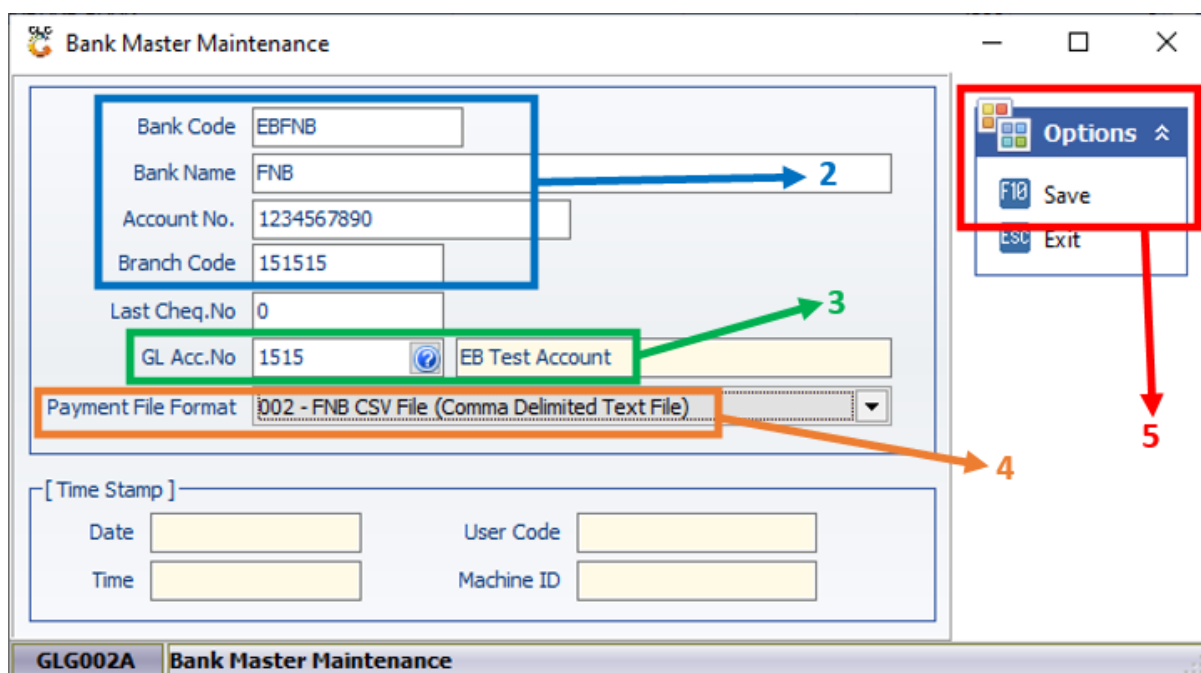 GLG Bank Master Maintenance
Options
Bank Code EBFNB
Bank Name FNB 2
F10 Save
Account No. 1234567890
ESC Exit
Branch Code 151515
Last Cheq.No 0 3
GL Acc.No 1515 EB Test Account
Payment File Format 002 - FNB CSV File (Comma Delimited Text File)
5
4
[ Time Stamp ]
Date User Code
Time Machine ID
GLG002A Bank Master Maintenance